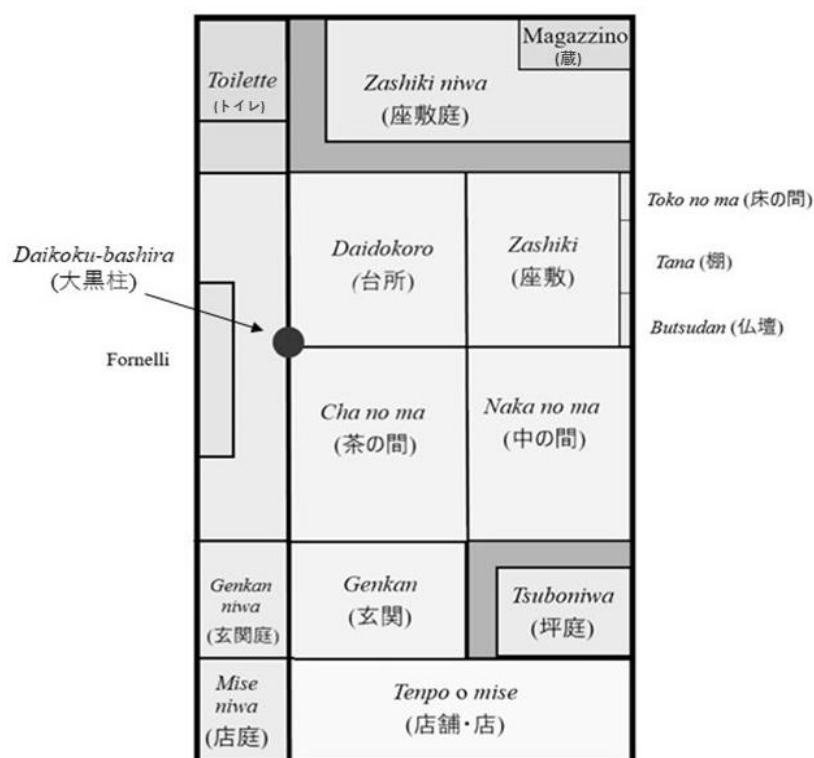 Magazzino
(蔵)
Toilette
(トイレ)
Zashiki niwa
(座敷庭)
Toko no ma (床の間)
Daikoku-bashira
(大黒柱)
Daidokoro
(台所)
Zashiki
(座敷)
Tana (棚)
Butsudan (仏壇)
Fornelli
Cha no ma
(茶の間)
Naka no ma
(中の間)
Genkan
niwa
(玄関庭)
Genkan
(玄関)
Tsuboniwa
(坪庭)
Mise
niwa
(店庭)
Tenpo o mise
(店舗・店)